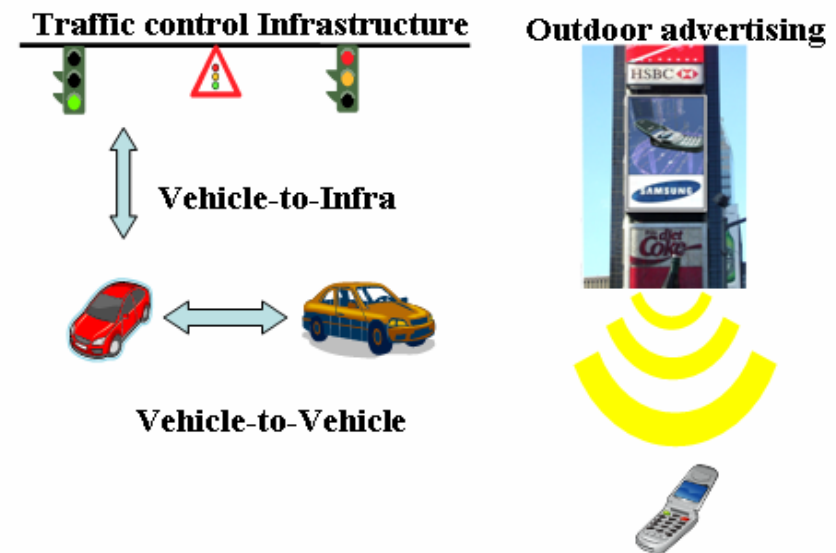 Traffic control Infrastructure
Outdoor advertising
HSBC
SAMSUNG
diet
Coke
Vehicle-to-Infra
Vehicle-to-Vehicle